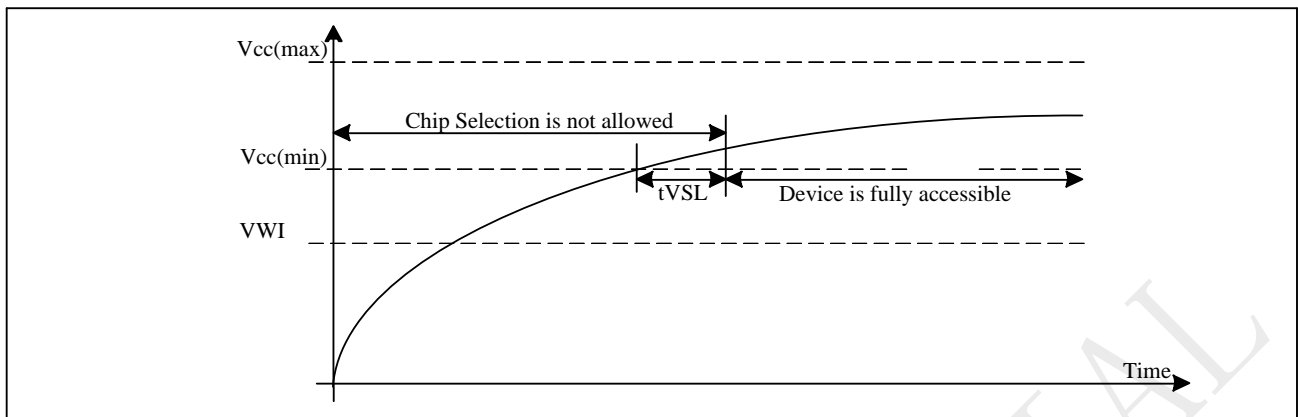 Vcc(max)
Chip Selection is not allowed
Vcc(min)
tVSL
Device is fully accessible
VWI
Time